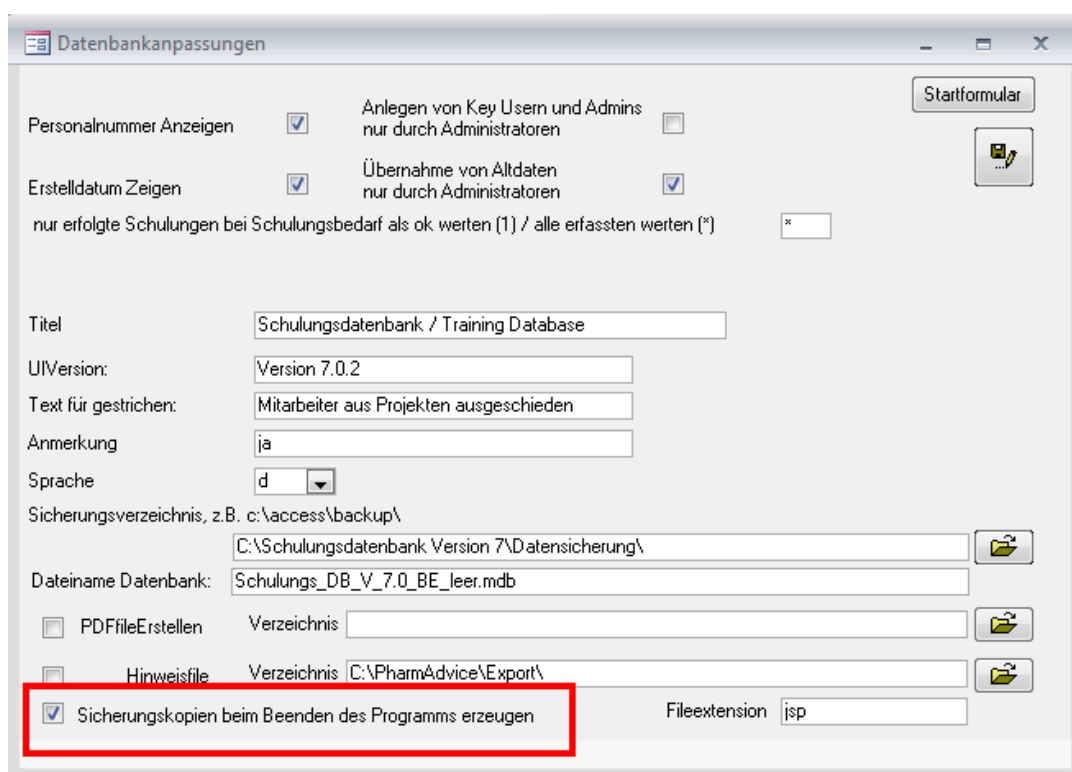 Datenbankanpassungen
Startformular
Personalnummer Anzeigen
Anlegen von Key Usern und Admins
nur durch Administratoren
Erstelldatum Zeigen
Übernahme von Altdaten
nur durch Administratoren
nur erfolgte Schulungen bei Schulungsbedarf als ok werten (1) / alle erfassten werten (*) *
Titel Schulungsdatenbank / Training Database
UIVersion: Version 7.0.2
Text für gestrichen: Mitarbeiter aus Projekten ausgeschieden
Anmerkung ja
Sprache d
Sicherungsverzeichnis, z.B. c:\access\backup\
C:\Schulungsdatenbank Version 7\Datensicherung\
Dateiname Datenbank: Schulungs_DB_V_7.0_BE_leer.mdb
PDFfileErstellen Verzeichnis
Hinweisfile Verzeichnis C:\PharmAdvice\Export\
Sicherungskopien beim Beenden des Programms erzeugen Fileextension jsp